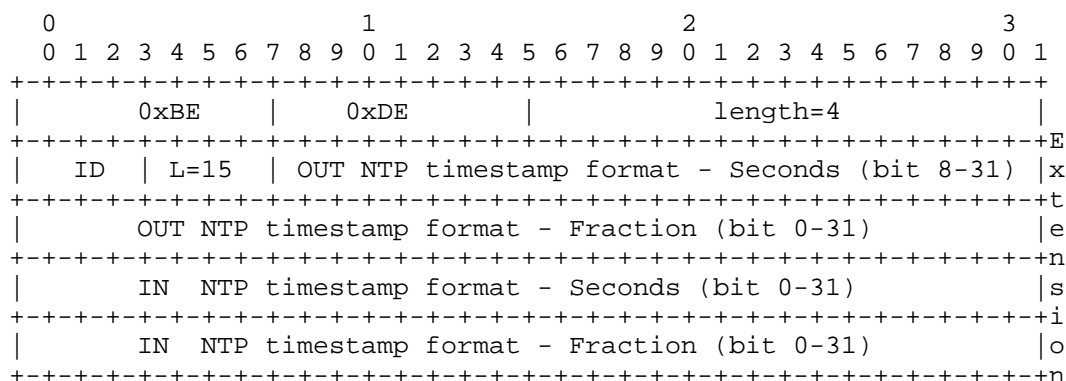 0                   1                   2                   3
 0 1 2 3 4 5 6 7 8 9 0 1 2 3 4 5 6 7 8 9 0 1 2 3 4 5 6 7 8 9 0 1
+-+-+-+-+-+-+-+-+-+-+-+-+-+-+-+-+-+-+-+-+-+-+-+-+-+-+-+-+-+-+-+-+
|       0xBE    |    0xDE       |           length=4            |
+-+-+-+-+-+-+-+-+-+-+-+-+-+-+-+-+-+-+-+-+-+-+-+-+-+-+-+-+-+-+-+-+E
|   ID  | L=15  | OUT NTP timestamp format - Seconds (bit 8-31) |x
+-+-+-+-+-+-+-+-+-+-+-+-+-+-+-+-+-+-+-+-+-+-+-+-+-+-+-+-+-+-+-+-+t
|       OUT NTP timestamp format - Fraction (bit 0-31)          |e
+-+-+-+-+-+-+-+-+-+-+-+-+-+-+-+-+-+-+-+-+-+-+-+-+-+-+-+-+-+-+-+-+n
|       IN  NTP timestamp format - Seconds (bit 0-31)           |s
+-+-+-+-+-+-+-+-+-+-+-+-+-+-+-+-+-+-+-+-+-+-+-+-+-+-+-+-+-+-+-+-+i
|       IN  NTP timestamp format - Fraction (bit 0-31)          |o
+-+-+-+-+-+-+-+-+-+-+-+-+-+-+-+-+-+-+-+-+-+-+-+-+-+-+-+-+-+-+-+-+n